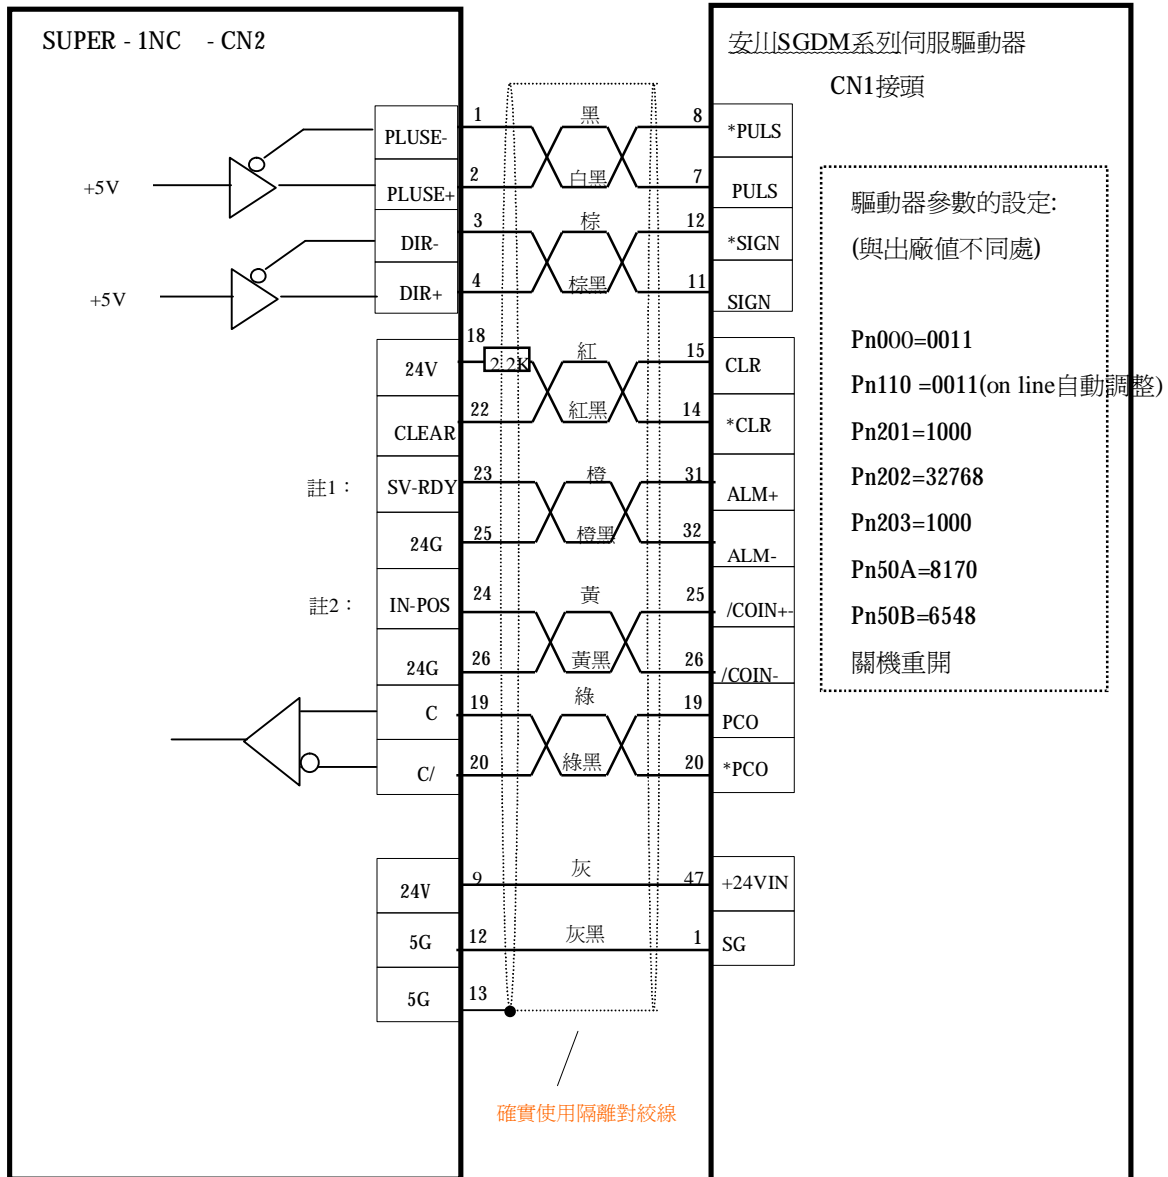 SUPER - 1NC - CN2
安川SGDM系列伺服驅動器
CN1接頭
PLUSE- 1 黑 8 *PULS
+5V PLUSE+ 2 白黑 7 PULS
DIR- 3 棕 12 *SIGN
+5V DIR+ 4 棕黑 11 SIGN
24V 18 2.2K 紅 15 CLR
CLEAR 22 紅黑 14 *CLR
註1： SV-RDY 23 橙 31 ALM+
24G 25 橙黑 32 ALM-
註2： IN-POS 24 黃 25 /COIN+-
24G 26 黃黑 26 /COIN-
C 19 綠 19 PCO
C/ 20 綠黑 20 *PCO
24V 9 灰 47 +24VIN
5G 12 灰黑 1 SG
5G 13
確實使用隔離對絞線
驅動器參數的設定:
(與出廠值不同處)
Pn000=0011
Pn110 =0011(on line自動調整)
Pn201=1000
Pn202=32768
Pn203=1000
Pn50A=8170
Pn50B=6548
關機重開